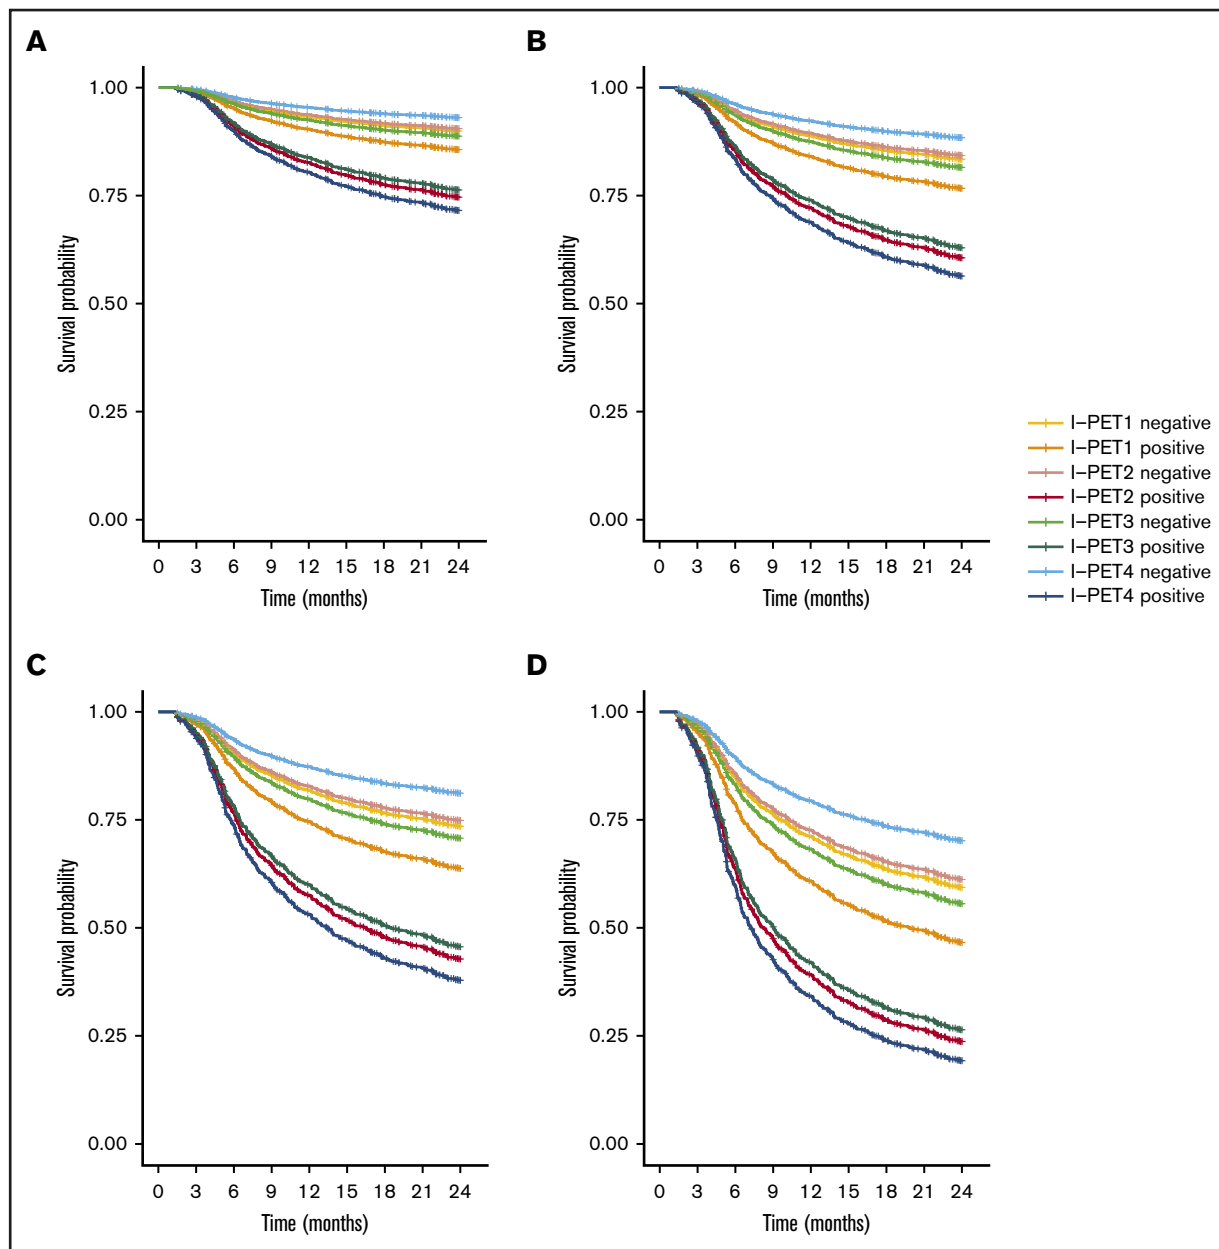 A
B
1.00
0.75
0.50
0.25
0.00
Survival probability
0 3 6 9 12 15 18 21 24
Time (months)
1.00
0.75
0.50
0.25
0.00
Survival probability
0 3 6 9 12 15 18 21 24
Time (months)
I–PET1 negative
I–PET1 positive
I–PET2 negative
I–PET2 positive
I–PET3 negative
I–PET3 positive
I–PET4 negative
I–PET4 positive
C
D
1.00
0.75
0.50
0.25
0.00
Survival probability
0 3 6 9 12 15 18 21 24
Time (months)
1.00
0.75
0.50
0.25
0.00
Survival probability
0 3 6 9 12 15 18 21 24
Time (months)